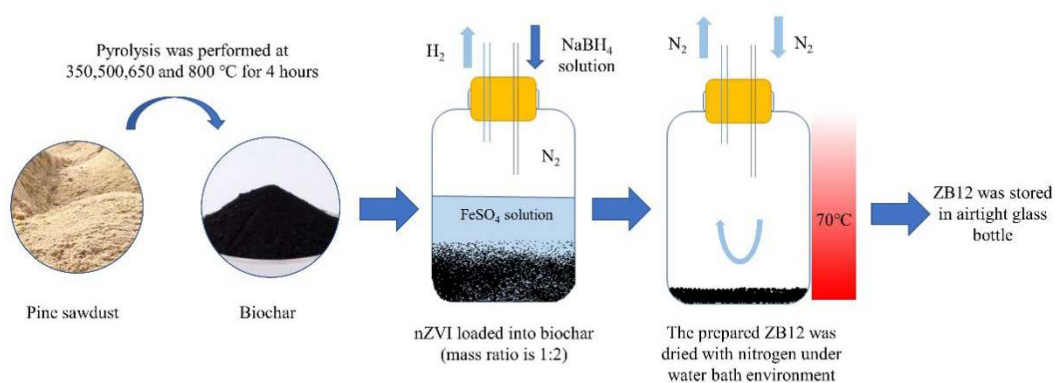 Pyrolysis was performed at
350,500,650 and 800 °C for 4 hours
Pine sawdust
Biochar
H₂
NaBH₄
solution
N₂
FeSO₄ solution
nZVI loaded into biochar
(mass ratio is 1:2)
N₂
N₂
70℃
The prepared ZB12 was
dried with nitrogen under
water bath environment
ZB12 was stored
in airtight glass
bottle